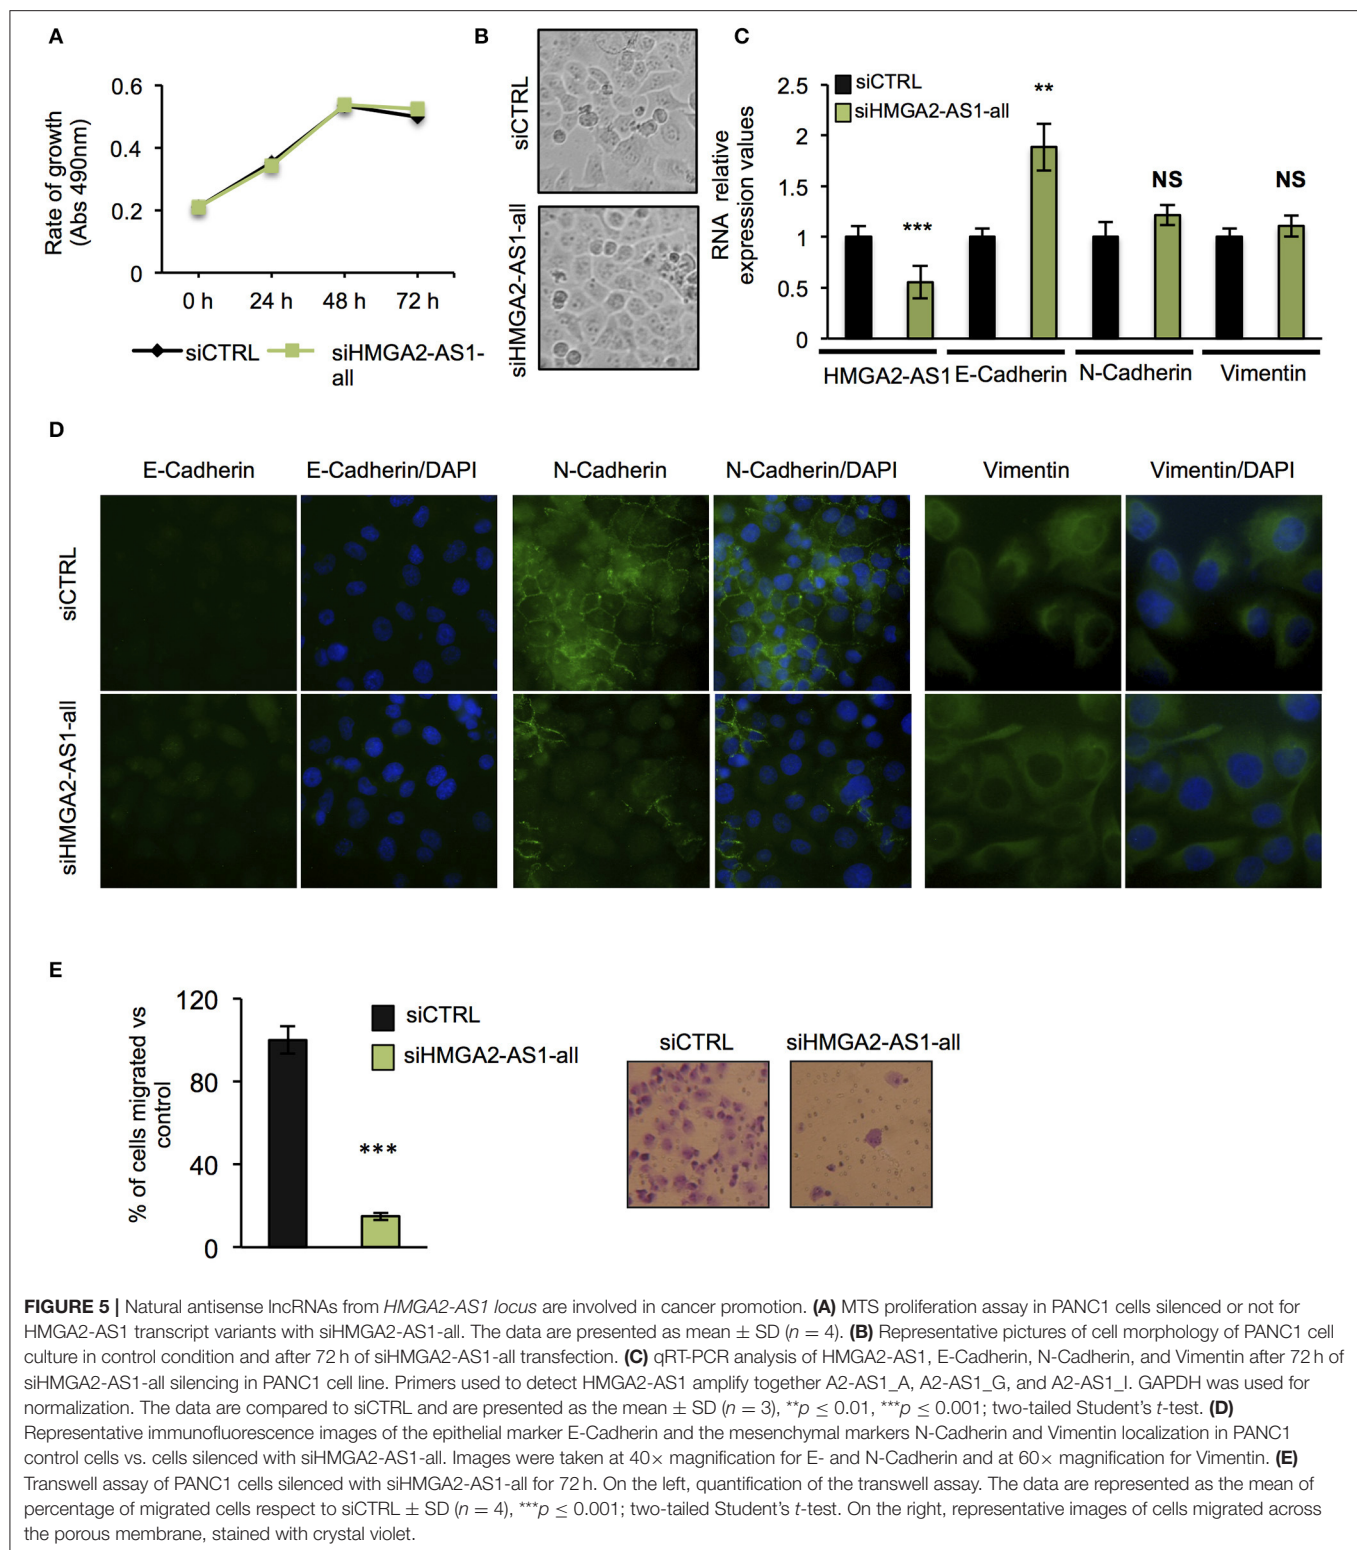 A
Rate of growth
(Abs 490nm)
0.6
0.4
0.2
0
0 h 24 h 48 h 72 h
siCTRL siHMGA2-AS1-
all
B
siCTRL
siHMGA2-AS1-all
C
RNA relative
expression values
siCTRL
siHMGA2-AS1-all
2.5
2
1.5
1
0.5
0
*** ** NS NS
HMGA2-AS1 E-Cadherin N-Cadherin Vimentin
D
E-Cadherin E-Cadherin/DAPI N-Cadherin N-Cadherin/DAPI Vimentin Vimentin/DAPI
siCTRL
siHMGA2-AS1-all
E
% of cells migrated vs
control
120
80
40
0
siCTRL
siHMGA2-AS1-all
***
siCTRL siHMGA2-AS1-all
FIGURE 5 | Natural antisense lncRNAs from HMGA2-AS1 locus are involved in cancer promotion. (A) MTS proliferation assay in PANC1 cells silenced or not for
HMGA2-AS1 transcript variants with siHMGA2-AS1-all. The data are presented as mean ± SD (n = 4). (B) Representative pictures of cell morphology of PANC1 cell
culture in control condition and after 72 h of siHMGA2-AS1-all transfection. (C) qRT-PCR analysis of HMGA2-AS1, E-Cadherin, N-Cadherin, and Vimentin after 72 h of
siHMGA2-AS1-all silencing in PANC1 cell line. Primers used to detect HMGA2-AS1 amplify together A2-AS1_A, A2-AS1_G, and A2-AS1_I. GAPDH was used for
normalization. The data are compared to siCTRL and are presented as the mean ± SD (n = 3), **p ≤ 0.01, ***p ≤ 0.001; two-tailed Student's t-test. (D)
Representative immunofluorescence images of the epithelial marker E-Cadherin and the mesenchymal markers N-Cadherin and Vimentin localization in PANC1
control cells vs. cells silenced with siHMGA2-AS1-all. Images were taken at 40× magnification for E- and N-Cadherin and at 60× magnification for Vimentin. (E)
Transwell assay of PANC1 cells silenced with siHMGA2-AS1-all for 72 h. On the left, quantification of the transwell assay. The data are represented as the mean of
percentage of migrated cells respect to siCTRL ± SD (n = 4), ***p ≤ 0.001; two-tailed Student's t-test. On the right, representative images of cells migrated across
the porous membrane, stained with crystal violet.